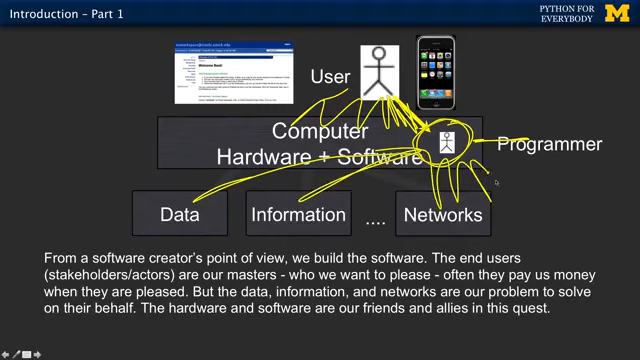 Introduction – Part 1
PYTHON FOR
EVERYBODY
M
User
Computer
Hardware + Software
Programmer
Data
Information
....
Networks
From a software creator's point of view, we build the software. The end users
(stakeholders/actors) are our masters - who we want to please - often they pay us money
when they are pleased. But the data, information, and networks are our problem to solve
on their behalf. The hardware and software are our friends and allies in this quest.